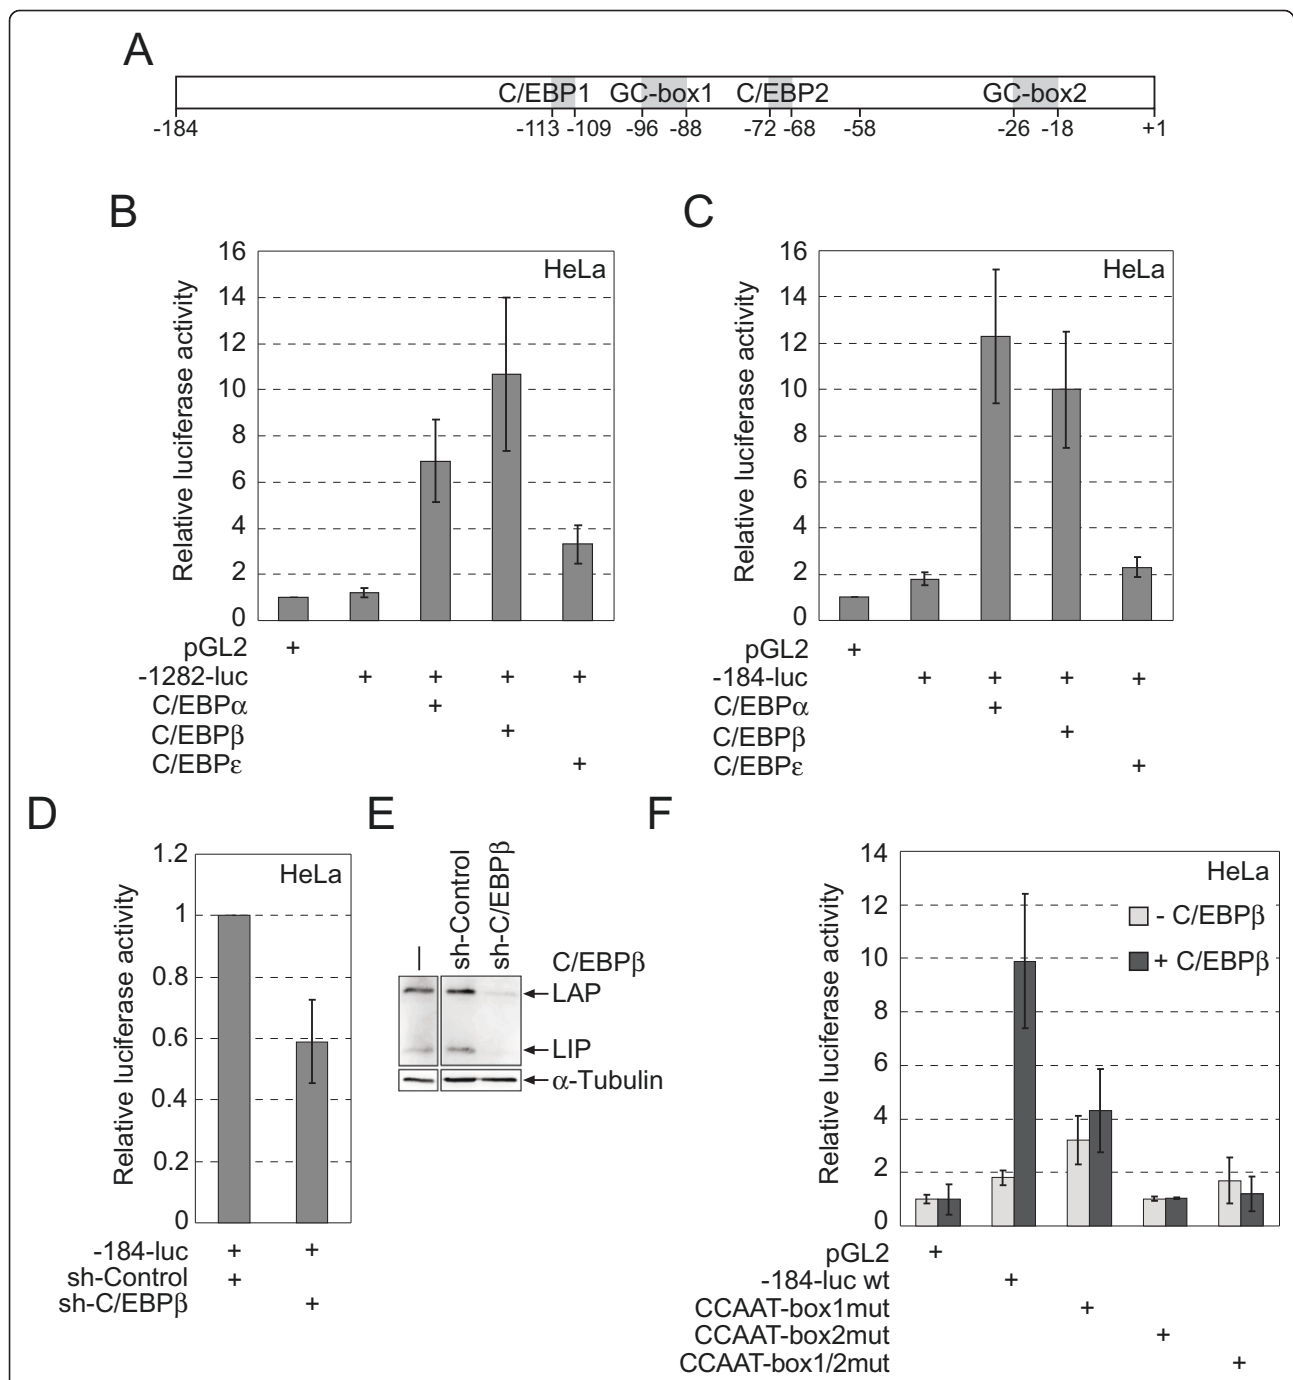 A
C/EBP1 GC-box1 C/EBP2 GC-box2
-184 -113 -109 -96 -88 -72 -68 -58 -26 -18 +1
B
HeLa
Relative luciferase activity
16
14
12
10
8
6
4
2
0
pGL2 +
-1282-luc + + + +
C/EBPα +
C/EBPβ +
C/EBPε +
C
HeLa
Relative luciferase activity
16
14
12
10
8
6
4
2
0
pGL2 +
-184-luc + + + +
C/EBPα +
C/EBPβ +
C/EBPε +
D
HeLa
Relative luciferase activity
1.2
1
0.8
0.6
0.4
0.2
0
-184-luc + +
sh-Control +
sh-C/EBPβ +
E
–
sh-Control
sh-C/EBPβ
C/EBPβ
LAP
LIP
α-Tubulin
F
HeLa
- C/EBPβ
+ C/EBPβ
Relative luciferase activity
14
12
10
8
6
4
2
0
pGL2 +
-184-luc wt +
CCAAT-box1mut +
CCAAT-box2mut +
CCAAT-box1/2mut +